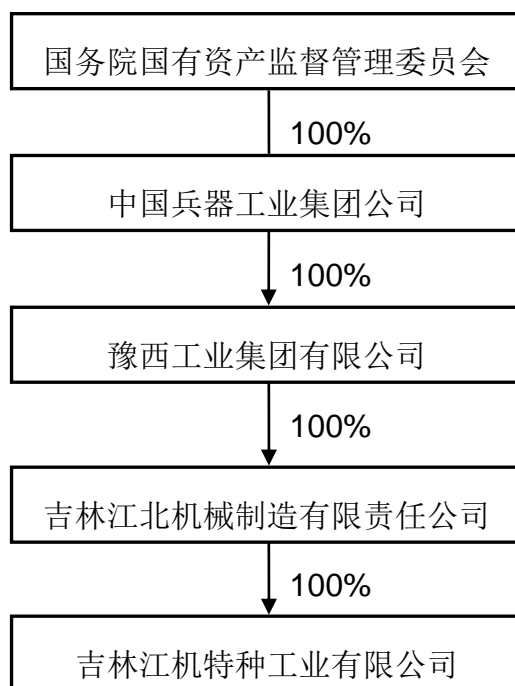 国务院国有资产监督管理委员会
100%
中国兵器工业集团公司
100%
豫西工业集团有限公司
100%
吉林江北机械制造有限责任公司
100%
吉林江机特种工业有限公司